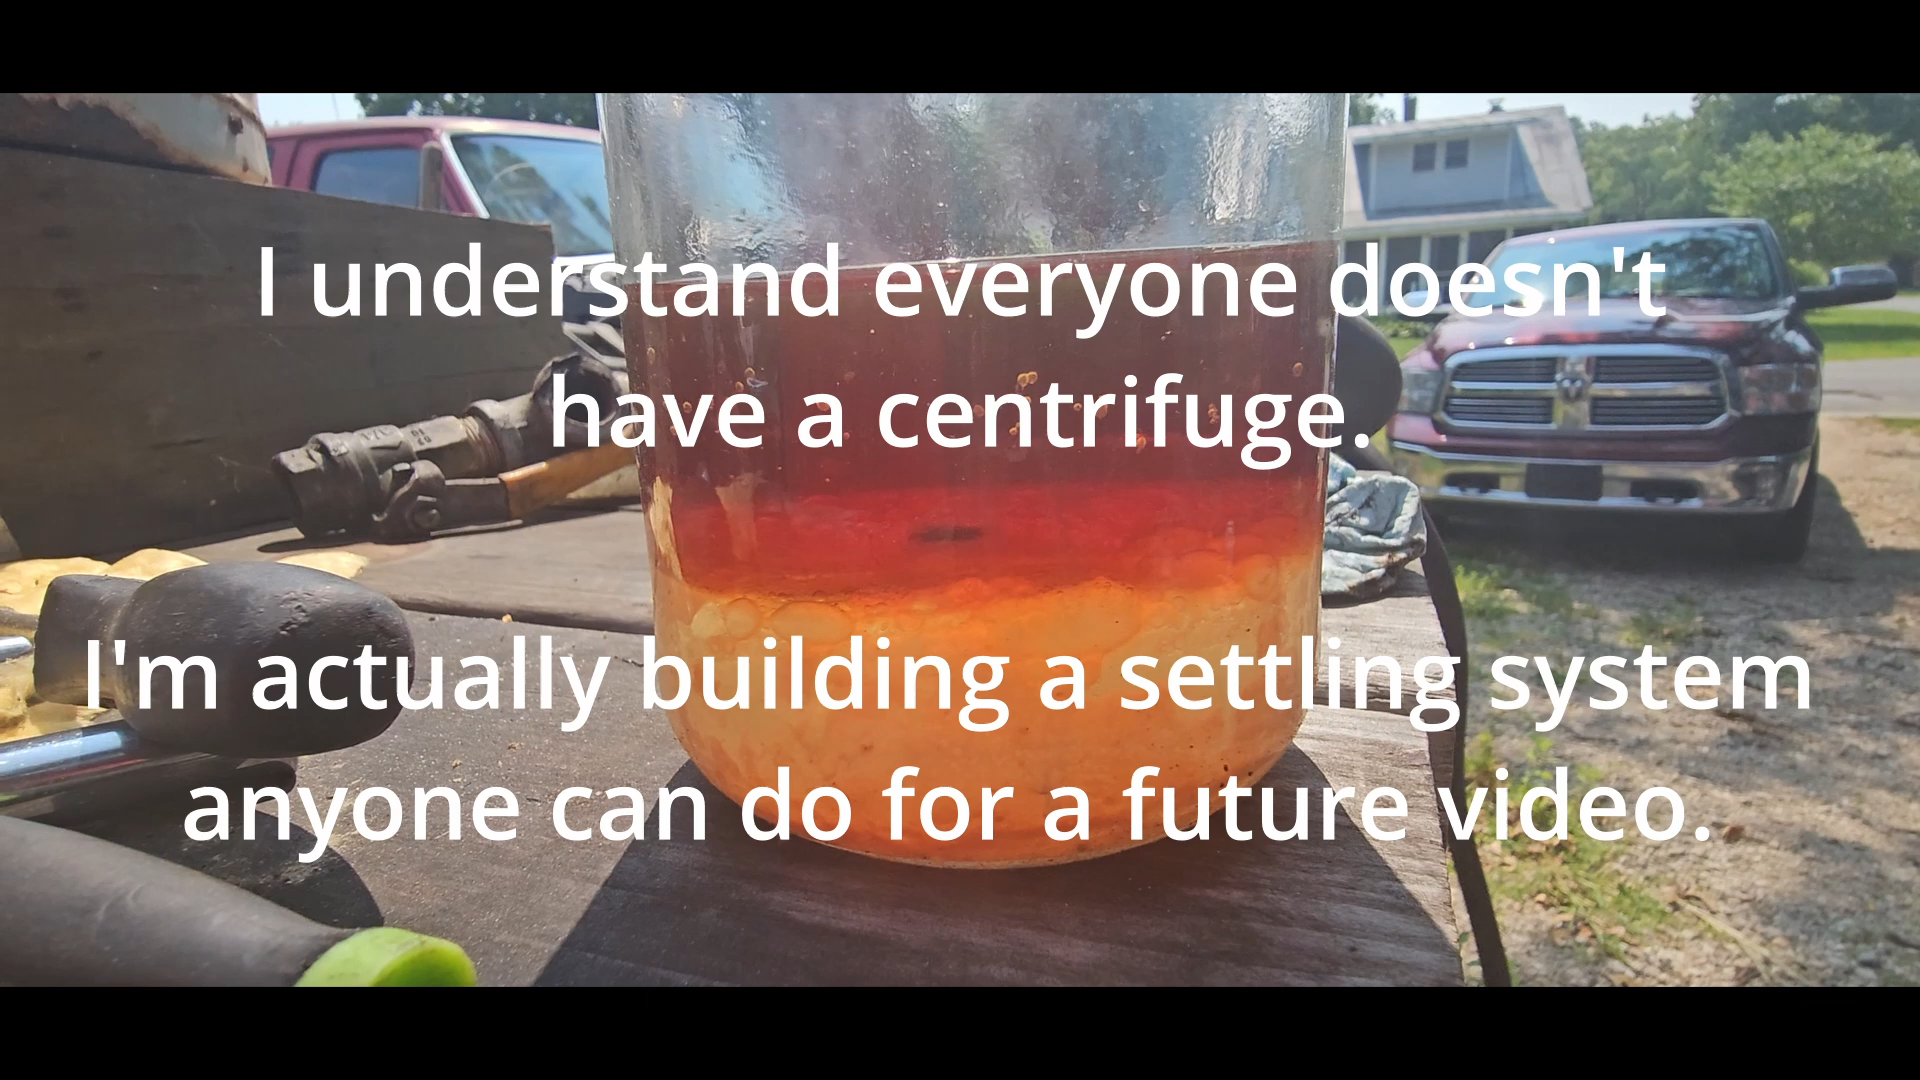 I understand everyone doesn't
have a centrifuge.
I'm actually building a settling system
anyone can do for a future video.